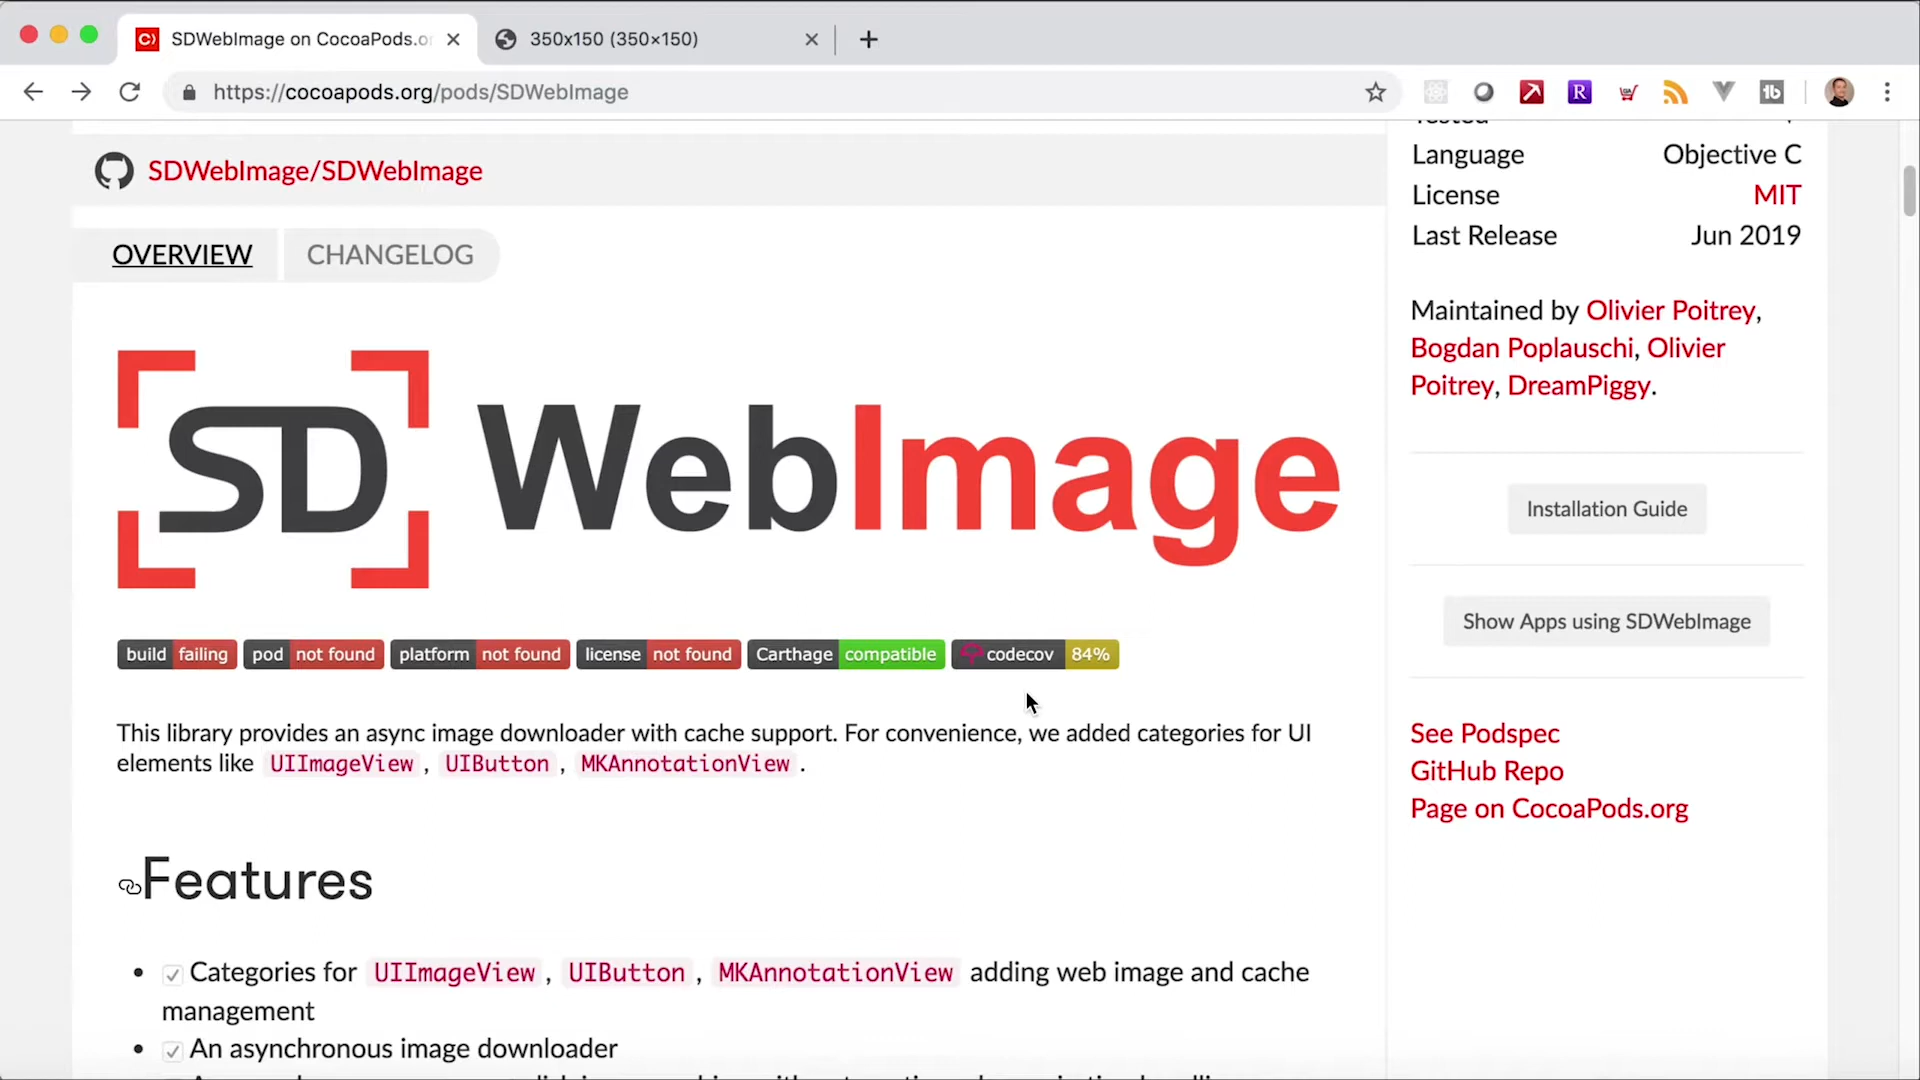 SDWebImage on CocoaPods.o
350x150 (350×150)
https://cocoapods.org/pods/SDWebImage
SDWebImage/SDWebImage
OVERVIEW
CHANGELOG
SD WebImage
build failing
pod not found
platform not found
license not found
Carthage compatible
codecov 84%
This library provides an async image downloader with cache support. For convenience, we added categories for UI
elements like UIImageView , UIButton , MKAnnotationView .
Features
Categories for UIImageView , UIButton , MKAnnotationView adding web image and cache
management
An asynchronous image downloader
Tested
Language Objective C
License MIT
Last Release Jun 2019
Maintained by Olivier Poitrey,
Bogdan Poplauschi, Olivier
Poitrey, DreamPiggy.
Installation Guide
Show Apps using SDWebImage
See Podspec
GitHub Repo
Page on CocoaPods.org